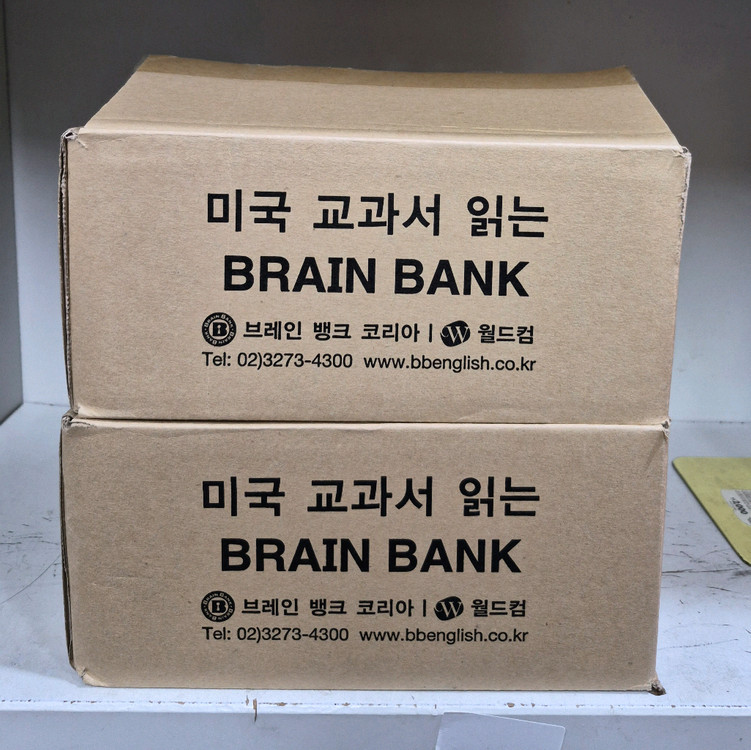 미국 교과서 읽는
BRAIN BANK
브레인 뱅크 코리아 | W 월드컴
Tel: 02)3273-4300 www.bbenglish.co.kr
미국 교과서 읽는
BRAIN BANK
브레인 뱅크 코리아 | W 월드컴
Tel: 02)3273-4300 www.bbenglish.co.kr